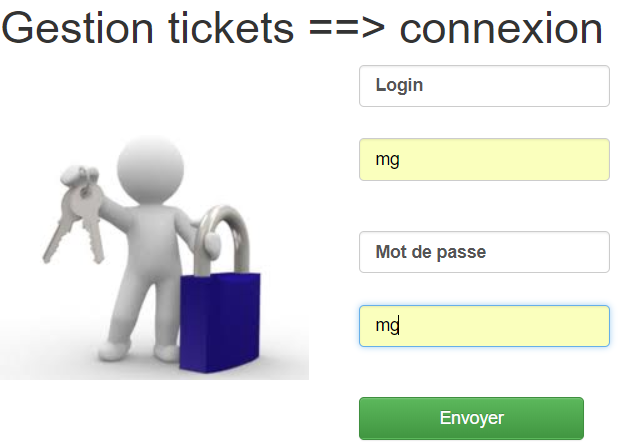 Gestion tickets ==> connexion
Login
mg
Mot de passe
mg
Envoyer